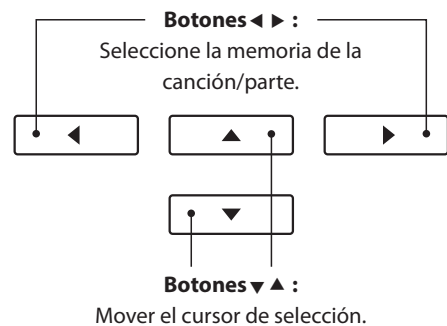 Botones ◀ ▶ :
Seleccione la memoria de la
canción/parte.
Botones ▼ ▲ :
Mover el cursor de selección.